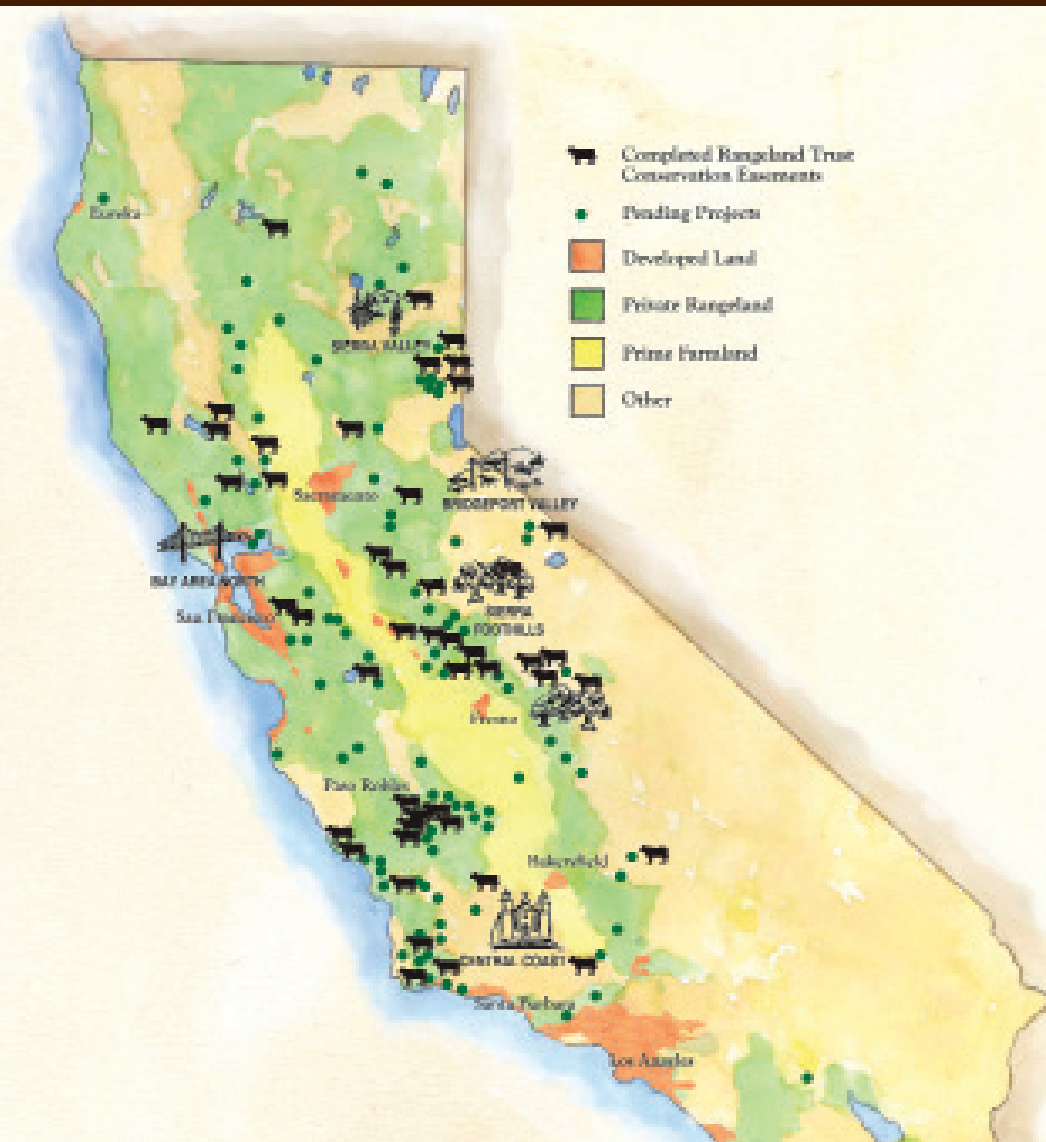 Completed Rangeland Trust
Conservation Easements
Pending Projects
Developed Land
Private Rangeland
Prime Farmland
Other
Eureka
SIERRA VALLEY
Sacramento
BRIDGEPORT VALLEY
BAY AREA NORTH
San Francisco
SIERRA
FOOTHILLS
Fresno
Paso Robles
Bakersfield
CENTRAL COAST
Santa Barbara
Los Angeles